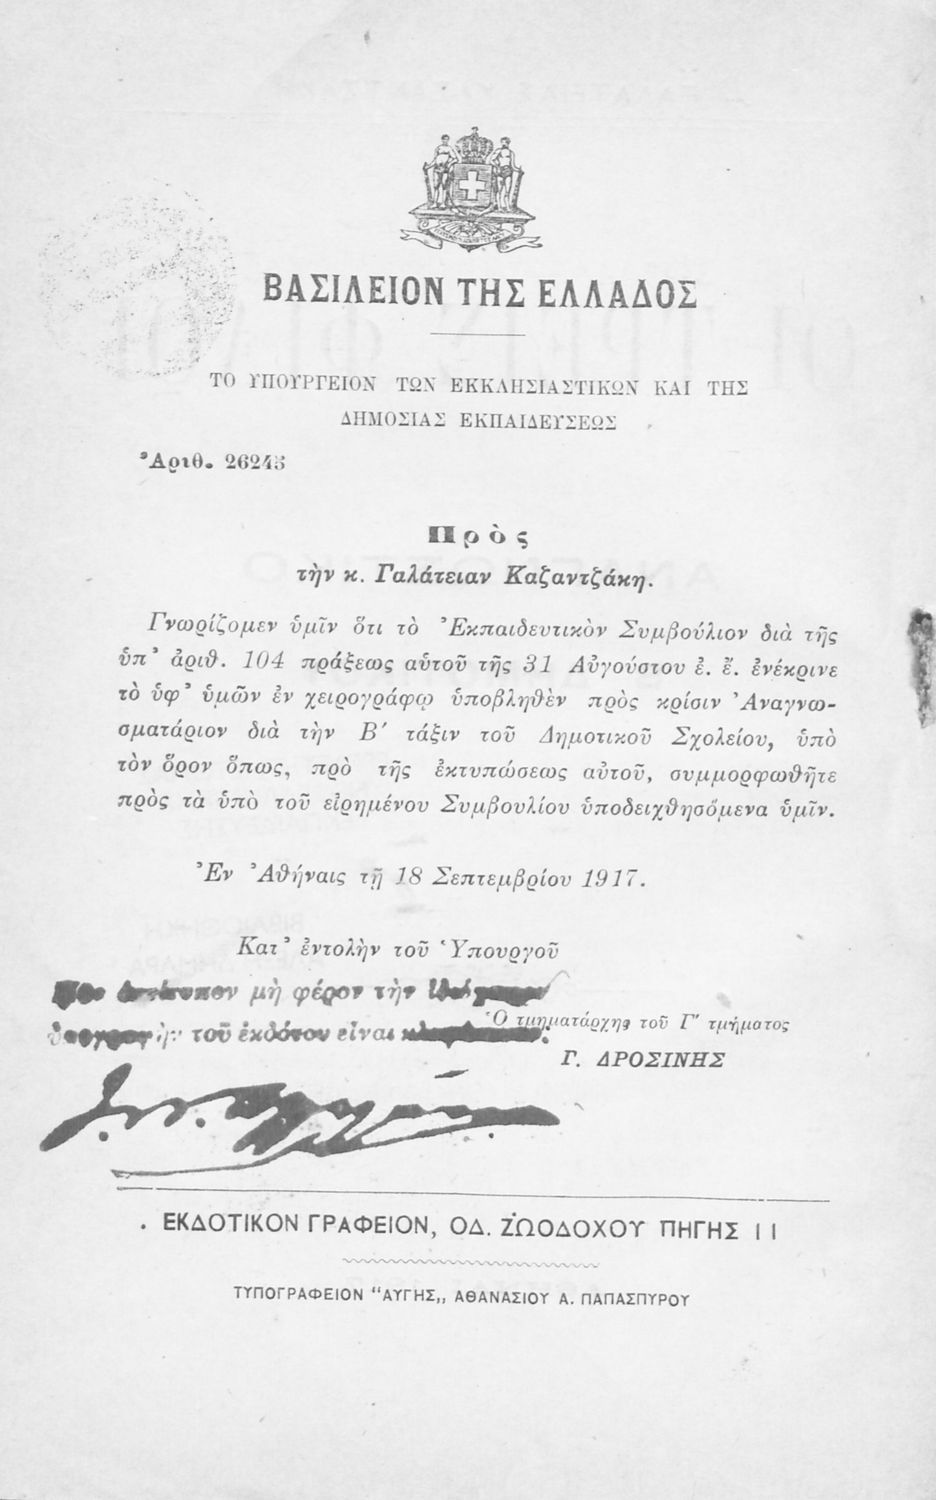 ΒΑΣΙΛΕΙΟΝ ΤΗΣ ΕΛΛΑΔΟΣ
ΤΟ ΥΠΟΥΡΓΕΙΟΝ ΤΩΝ ΕΚΚΛΗΣΙΑΣΤΙΚΩΝ ΚΑΙ ΤΗΣ
ΔΗΜΟΣΙΑΣ ΕΚΠΑΙΔΕΥΣΕΩΣ
Ἀριθ. 26245
Πρὸς
τὴν κ. Γαλάτειαν Καζαντζάκη.
Γνωρίζομεν ὑμῖν ὅτι τὸ Ἐκπαιδευτικὸν Συμβούλιον διὰ τῆς
ὑπ’ ἀριθ. 104 πράξεως αὑτοῦ τῆς 31 Αὐγούστου ἐ. ἔ. ἐνέκρινε
τὸ ὑφ’ ὑμῶν ἐν χειρογράφῳ ὑποβληθὲν πρὸς κρίσιν Ἀναγνω-
σματάριον διὰ τὴν Β′ τάξιν τοῦ Δημοτικοῦ Σχολείου, ὑπὸ
τὸν ὅρον ὅπως, πρὸ τῆς ἐκτυπώσεως αὐτοῦ, συμμορφωθῆτε
πρὸς τὰ ὑπὸ τοῦ εἰρημένου Συμβουλίου ὑποδειχθησόμενα ὑμῖν.
Ἐν Ἀθήναις τῇ 18 Σεπτεμβρίου 1917.
Κατ’ ἐντολὴν τοῦ Ὑπουργοῦ
μὴ φέρον τὴν
τοῦ ἐκδότου εἶναι
Ὁ τμηματάρχης τοῦ Γ′ τμήματος
Γ. ΔΡΟΣΙΝΗΣ
ΕΚΔΟΤΙΚΟΝ ΓΡΑΦΕΙΟΝ, ΟΔ. ΖΩΟΔΟΧΟΥ ΠΗΓΗΣ 11
ΤΥΠΟΓΡΑΦΕΙΟΝ "ΑΥΓΗΣ,, ΑΘΑΝΑΣΙΟΥ Α. ΠΑΠΑΣΠΥΡΟΥ